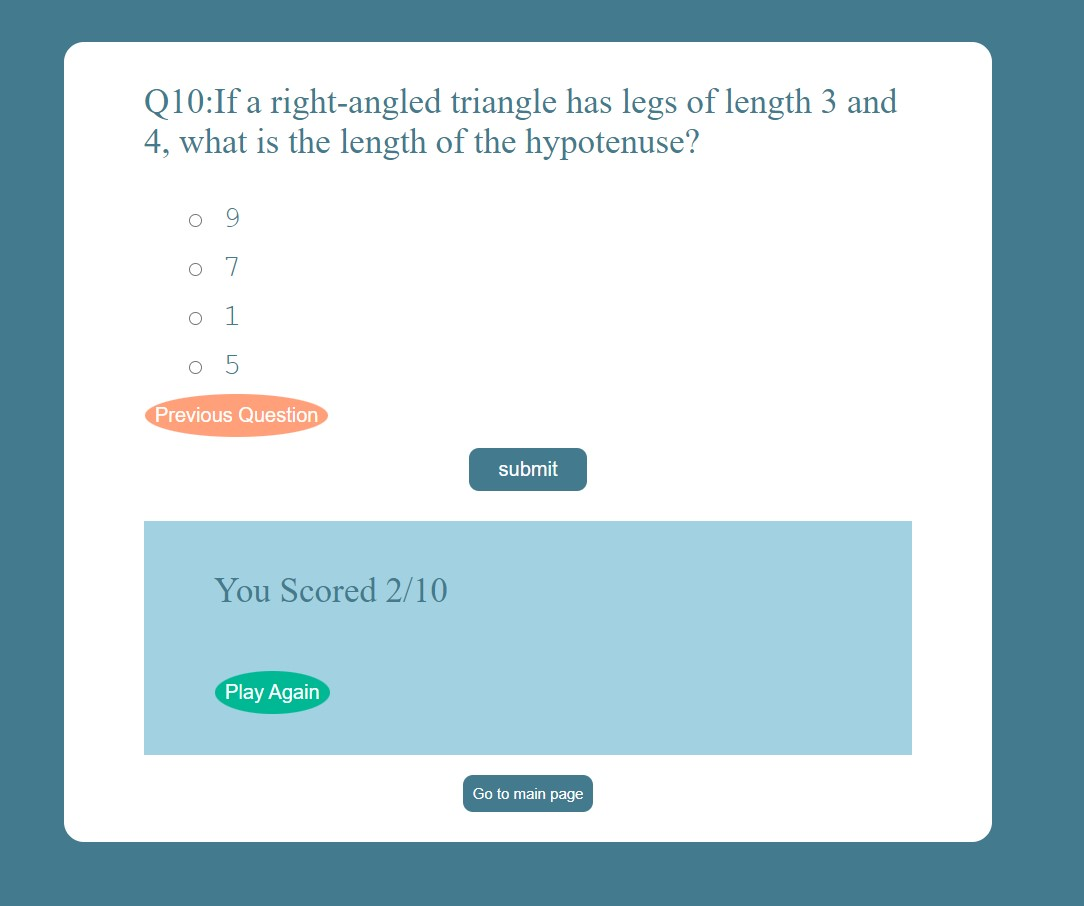 Q10:If a right-angled triangle has legs of length 3 and
4, what is the length of the hypotenuse?
9
7
1
5
Previous Question
submit
You Scored 2/10
Play Again
Go to main page